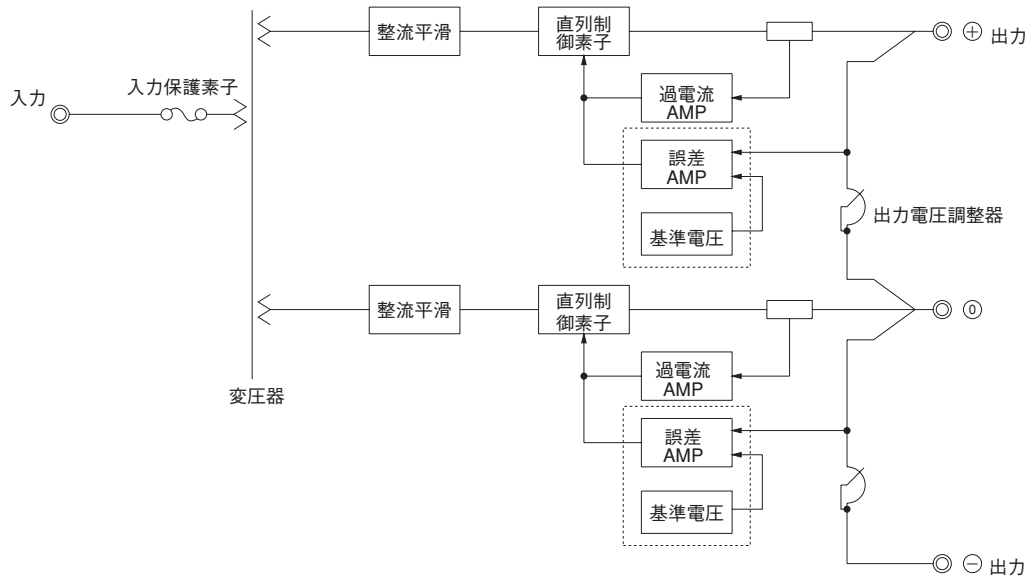 整流平滑
直列制
御素子
⊕ 出力
入力
入力保護素子
過電流
AMP
誤差
AMP
基準電圧
出力電圧調整器
整流平滑
直列制
御素子
⓪
過電流
AMP
変圧器
誤差
AMP
基準電圧
⊖ 出力